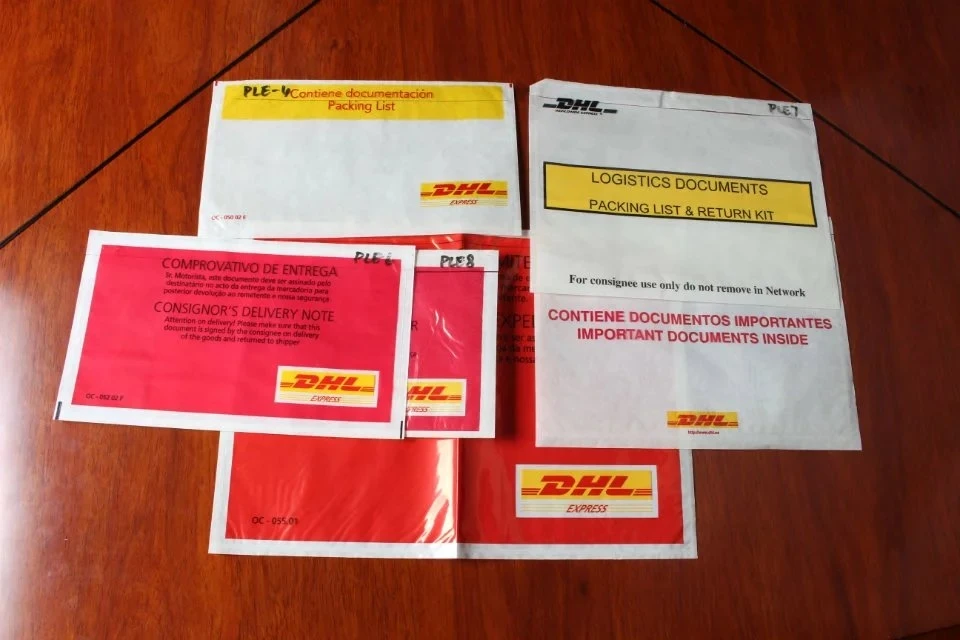 PLE-4
Contiene documentación
Packing List
DHL
EXPRESS
OC - 050 02 E
DHL
PLE7
LOGISTICS DOCUMENTS
PACKING LIST & RETURN KIT
For consignee use only do not remove in Network
CONTIENE DOCUMENTOS IMPORTANTES
IMPORTANT DOCUMENTS INSIDE
DHL
PLE6
COMPROVATIVO DE ENTREGA
Sr. Motorista, este documento deve ser assinado pelo
destinatário no acto da entrega da mercadoria para
posterior devolução ao remetente e nossa segurança
CONSIGNOR'S DELIVERY NOTE
Attention on delivery! Please make sure that this
document is signed by the consignee on delivery
of the goods and returned to shipper
DHL
EXPRESS
OC - 052 02 F
PLE8
R
HL
RESS
TE
EXPE
OC - 055.01
DHL
EXPRESS